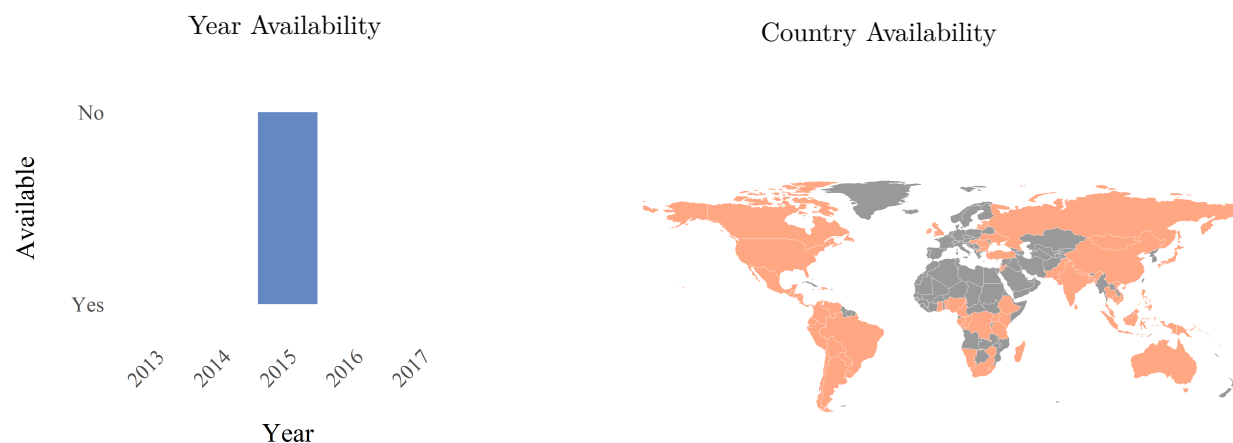 Year Availability
Available
No
Yes
2013
2014
2015
2016
2017
Year
Country Availability